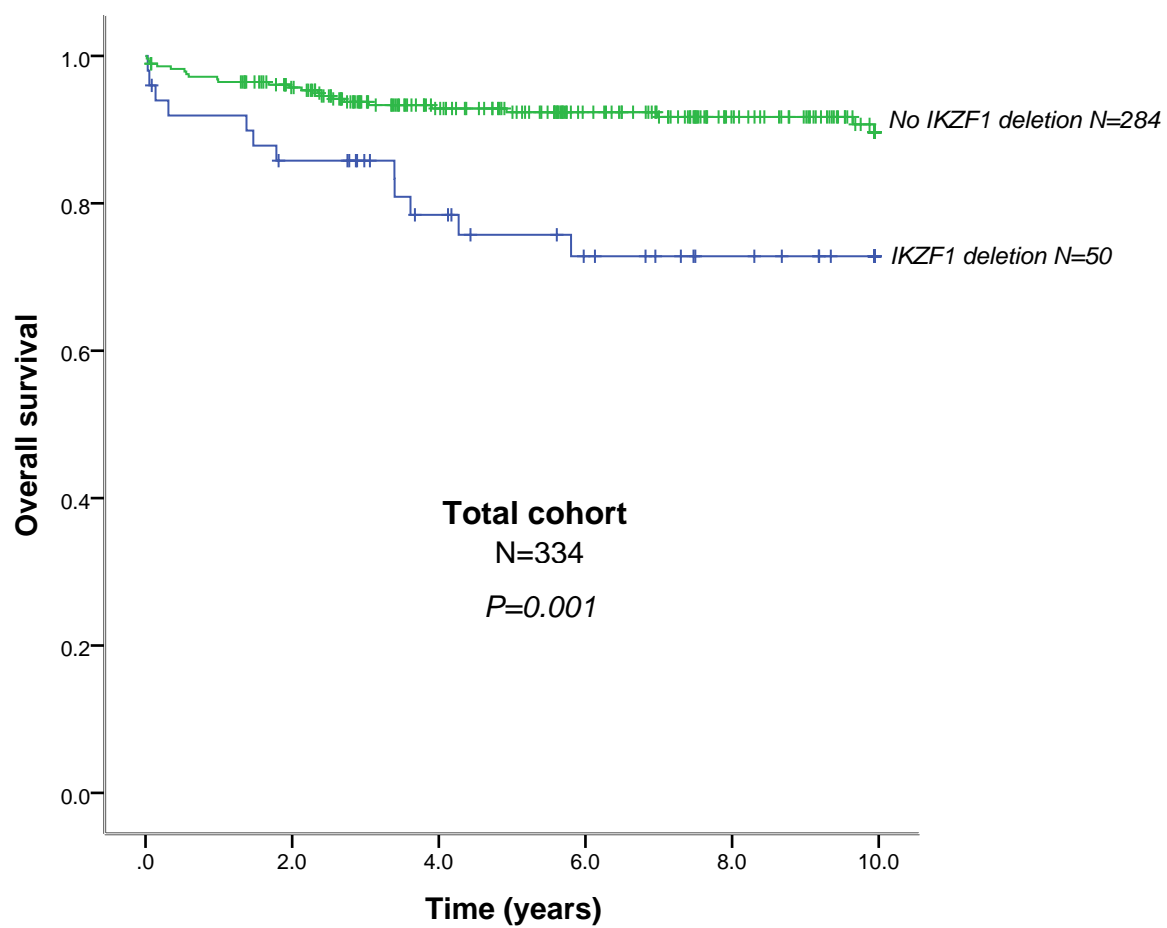 1.0
No IKZF1 deletion N=284
0.8
IKZF1 deletion N=50
0.6
Overall survival
0.4
Total cohort
N=334
P=0.001
0.2
0.0
.0 2.0 4.0 6.0 8.0 10.0
Time (years)